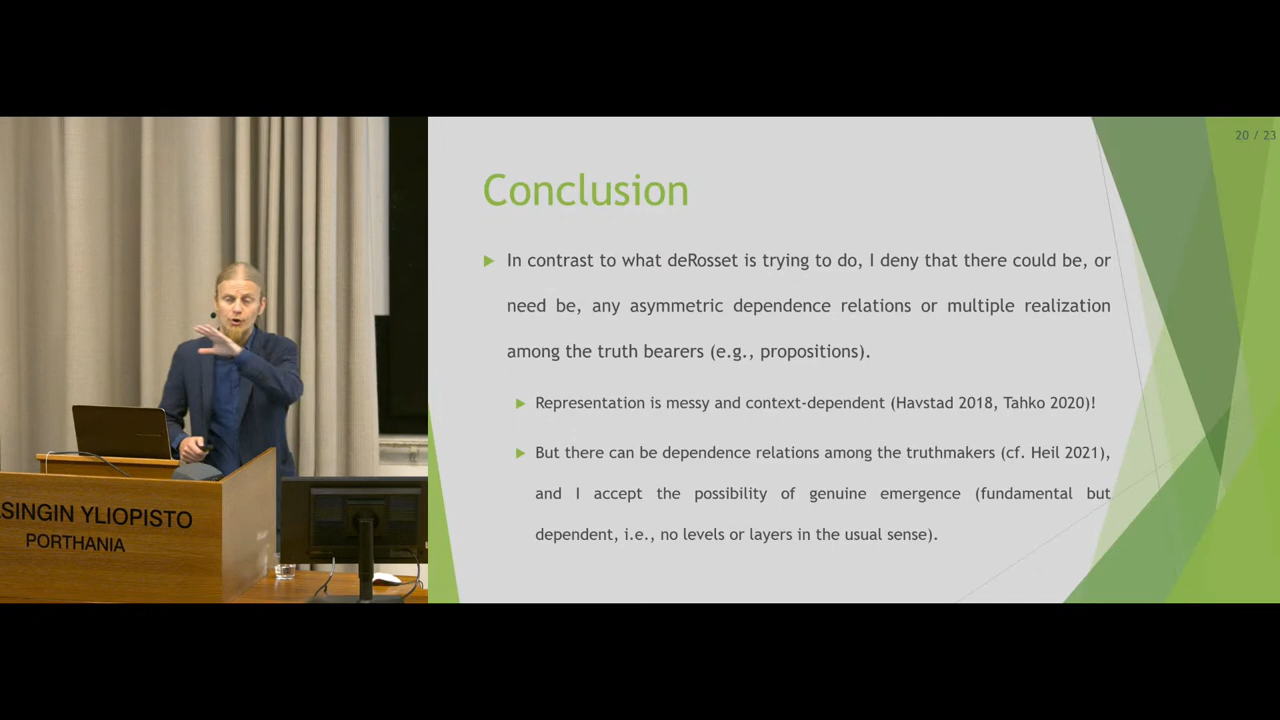 20 / 23
Conclusion
In contrast to what deRosset is trying to do, I deny that there could be, or
need be, any asymmetric dependence relations or multiple realization
among the truth bearers (e.g., propositions).
Representation is messy and context-dependent (Havstad 2018, Tahko 2020)!
But there can be dependence relations among the truthmakers (cf. Heil 2021),
and I accept the possibility of genuine emergence (fundamental but
dependent, i.e., no levels or layers in the usual sense).
SINGIN YLIOPISTO
PORTHANIA